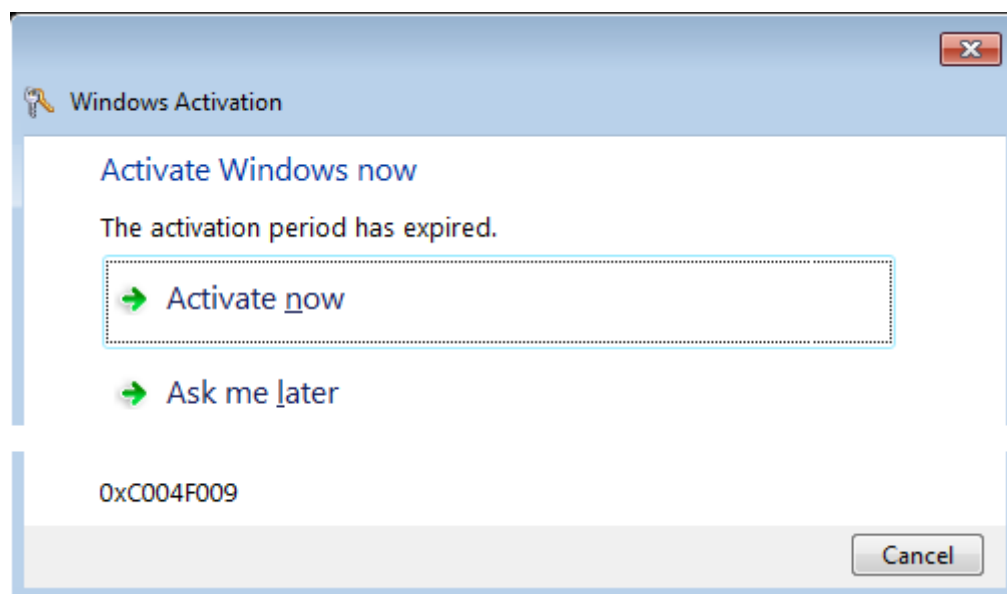 Windows Activation
Activate Windows now
The activation period has expired.
Activate now
Ask me later
0xC004F009
Cancel